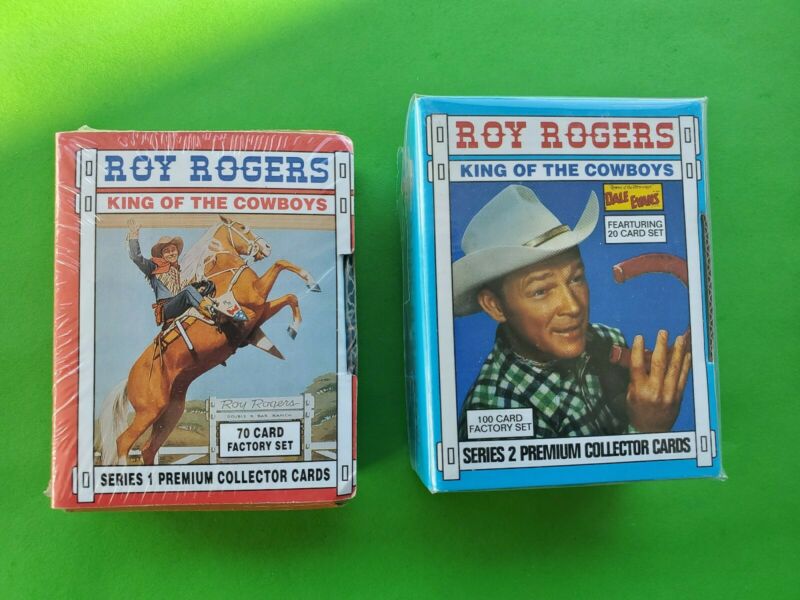 ROY ROGERS
KING OF THE COWBOYS
Roy Rogers
DOUBLE R BAR RANCH
70 CARD
FACTORY SET
SERIES 1 PREMIUM COLLECTOR CARDS
ROY ROGERS
KING OF THE COWBOYS
DALE EVANS
FEARTURING
20 CARD SET
100 CARD
FACTORY SET
SERIES 2 PREMIUM COLLECTOR CARDS